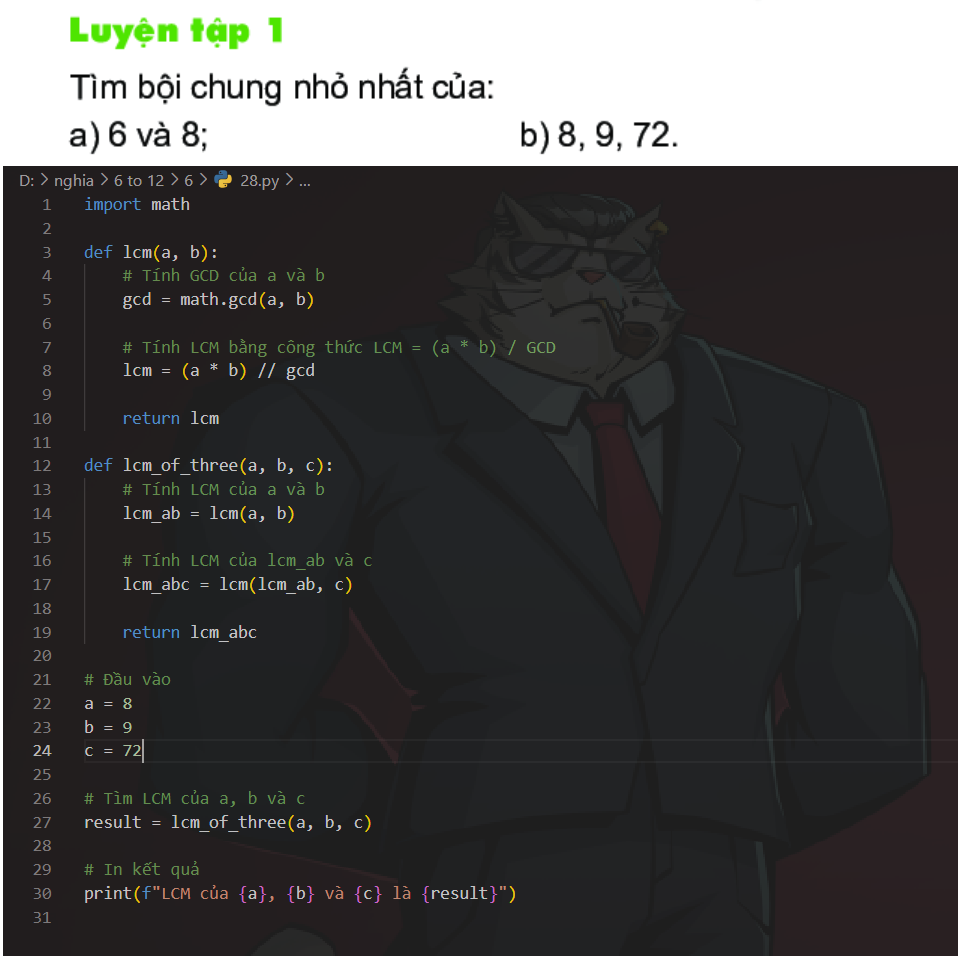 Luyện tập 1
Tìm bội chung nhỏ nhất của:
a) 6 và 8; b) 8, 9, 72.
D: > nghia > 6 to 12 > 6 > 28.py > ...
1 import math
2
3 def lcm(a, b):
4 # Tính GCD của a và b
5 gcd = math.gcd(a, b)
6
7 # Tính LCM bằng công thức LCM = (a * b) / GCD
8 lcm = (a * b) // gcd
9
10 return lcm
11
12 def lcm_of_three(a, b, c):
13 # Tính LCM của a và b
14 lcm_ab = lcm(a, b)
15
16 # Tính LCM của lcm_ab và c
17 lcm_abc = lcm(lcm_ab, c)
18
19 return lcm_abc
20
21 # Đầu vào
22 a = 8
23 b = 9
24 c = 72
25
26 # Tìm LCM của a, b và c
27 result = lcm_of_three(a, b, c)
28
29 # In kết quả
30 print(f"LCM của {a}, {b} và {c} là {result}")
31